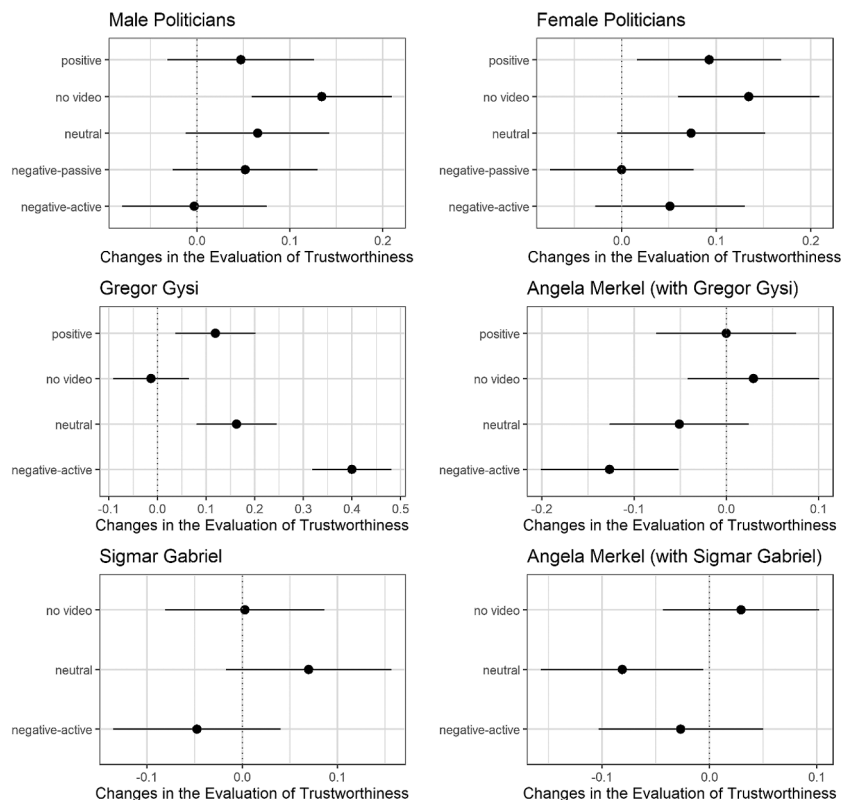 Male Politicians
positive
no video
neutral
negative-passive
negative-active
0.0 0.1 0.2
Changes in the Evaluation of Trustworthiness
Female Politicians
positive
no video
neutral
negative-passive
negative-active
0.0 0.1 0.2
Changes in the Evaluation of Trustworthiness
Gregor Gysi
positive
no video
neutral
negative-active
-0.1 0.0 0.1 0.2 0.3 0.4 0.5
Changes in the Evaluation of Trustworthiness
Angela Merkel (with Gregor Gysi)
positive
no video
neutral
negative-active
-0.2 -0.1 0.0 0.1
Changes in the Evaluation of Trustworthiness
Sigmar Gabriel
no video
neutral
negative-active
-0.1 0.0 0.1
Changes in the Evaluation of Trustworthiness
Angela Merkel (with Sigmar Gabriel)
no video
neutral
negative-active
-0.1 0.0 0.1
Changes in the Evaluation of Trustworthiness